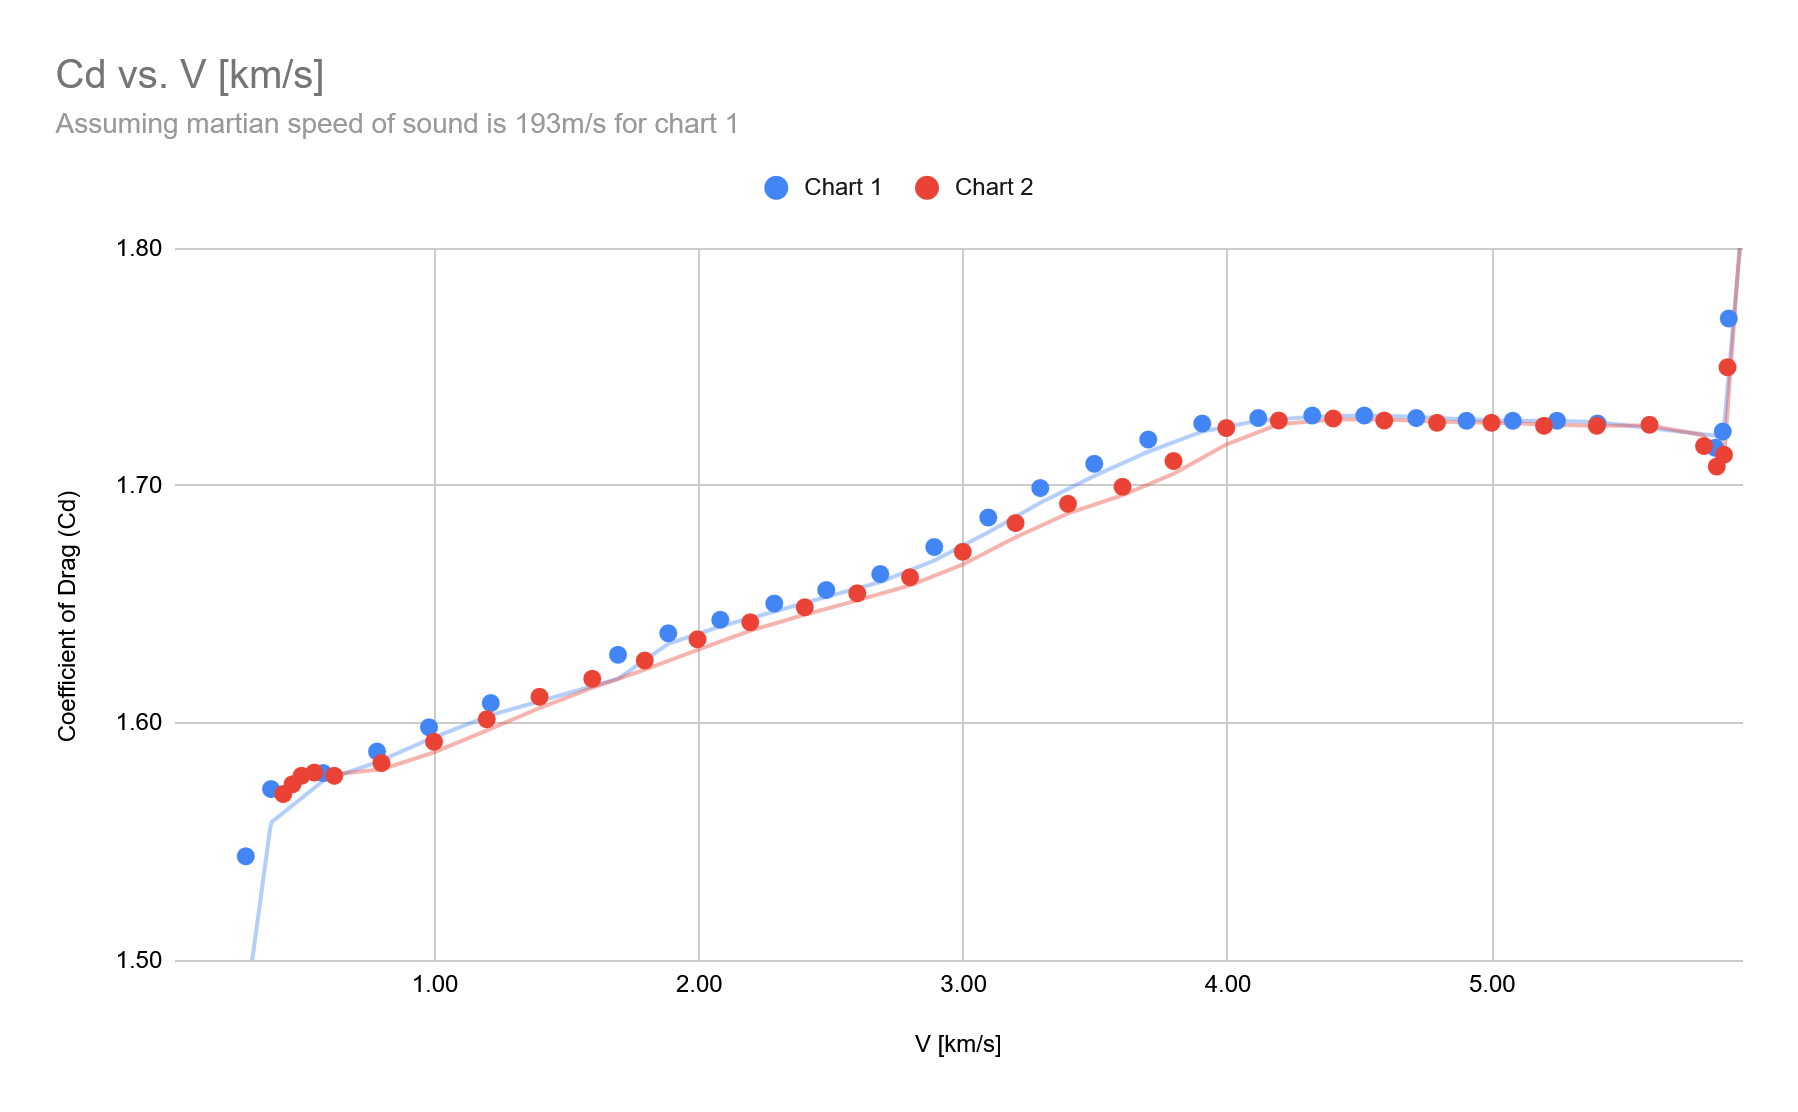 Cd vs. V [km/s]
Assuming martian speed of sound is 193m/s for chart 1
Chart 1
Chart 2
1.80
1.70
1.60
1.50
Coefficient of Drag (Cd)
1.00
2.00
3.00
4.00
5.00
V [km/s]